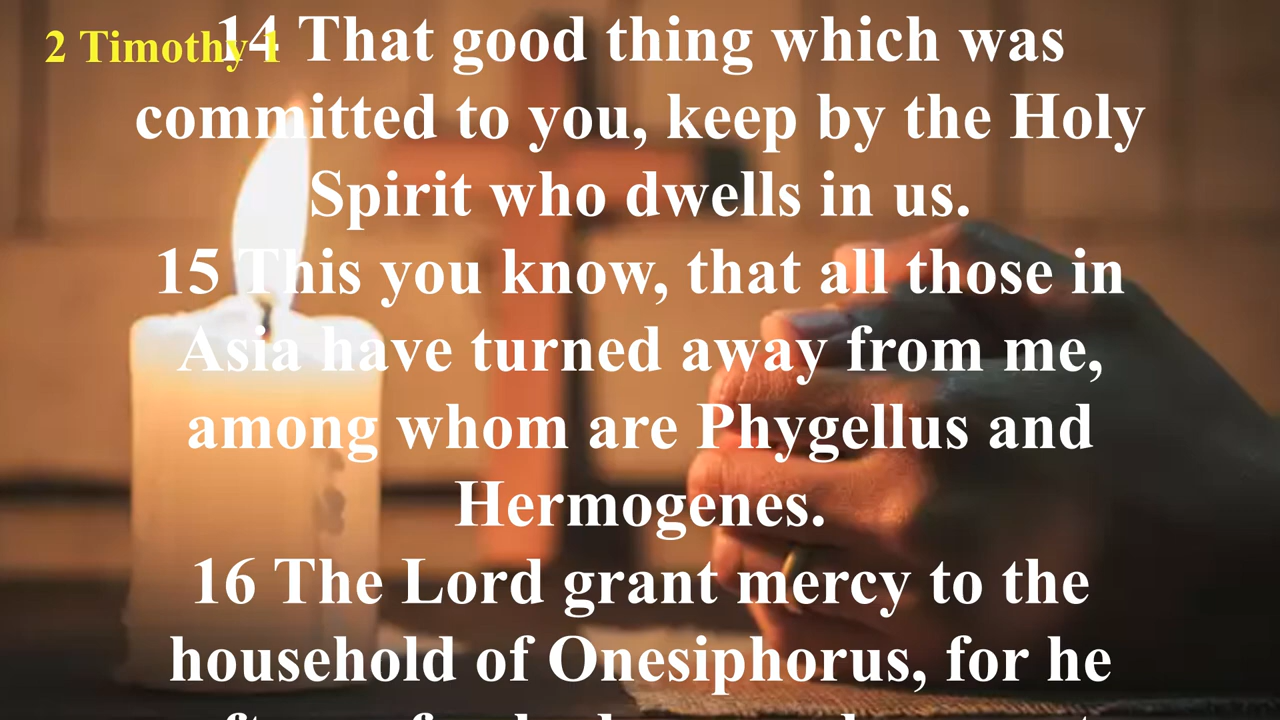 2 Timothy 1
14 That good thing which was
committed to you, keep by the Holy
Spirit who dwells in us.
15 This you know, that all those in
Asia have turned away from me,
among whom are Phygellus and
Hermogenes.
16 The Lord grant mercy to the
household of Onesiphorus, for he